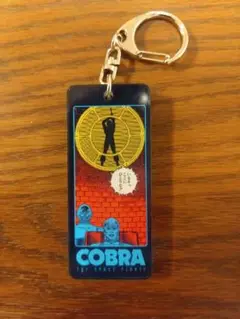 COBRA
THE SPACE PIRATE